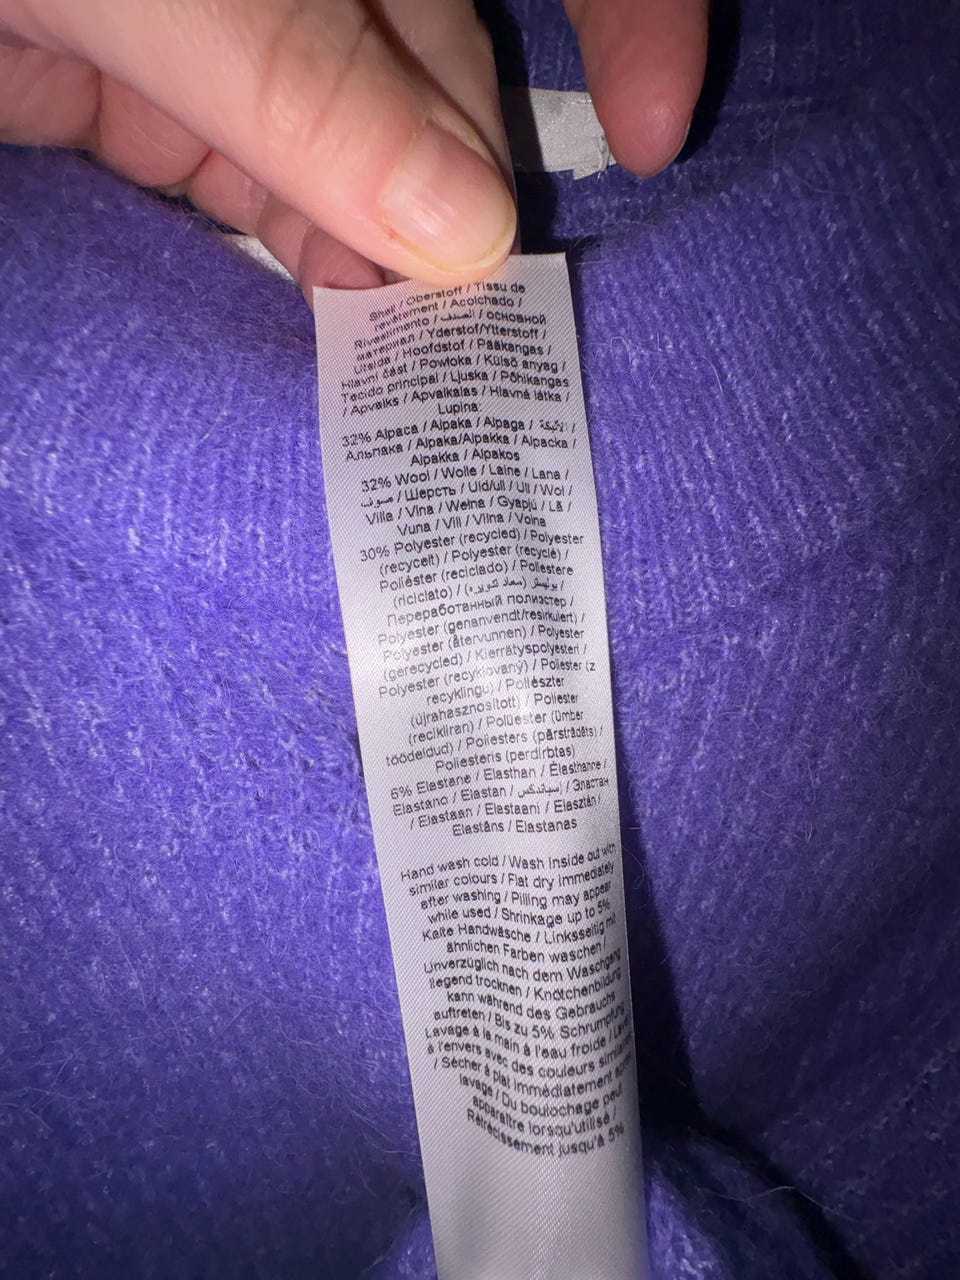 Shell / Oberstoff / Tissu de
revêtement / Acolchado /
Rivestimento / الصدف / основной
материал / Yderstof/Ytterstoff /
Utsida / Hoofdstof / Pääkangas /
Hlavní část / Powłoka / Külső anyag /
Tecido principal / Ljuska / Põhikangas
/ Apvalks / Apvalkalas / Hlavná látka /
Lupina:
32% Alpaca / Alpaka / Alpaga / الألبكة /
Альпака / Alpaka/Alpakka / Alpacka /
Alpakka / Alpakos
32% Wool / Wolle / Laine / Lana /
صوف / Шерсть / Uld/ull / Ull / Wol /
Villa / Vlna / Wełna / Gyapjú / Lã /
Vuna / Vill / Vilna / Volna
30% Polyester (recycled) / Polyester
(recycelt) / Polyester (recyclé) /
Poliéster (reciclado) / Poliestere
(riciclato) / بوليستر (معاد تدويره) /
Переработанный полиэстер /
Polyester (genanvendt/resirkulert) /
Polyester (återvunnen) / Polyester
(gerecycled) / Kierrätyspolyesteri /
Polyester (recyklovaný) / Poliester (z
recyklingu) / Poliészter
(újrahasznosított) / Poliester
(recikliran) / Polüester (ümber
töödeldud) / Poliesters (pārstrādāts) /
Poliesteris (perdirbtas)
6% Elastane / Elasthan / Élasthanne /
Elastano / Elastan / إسباندكس / Эластан
/ Elastaan / Elastaani / Elasztán /
Elastāns / Elastanas
Hand wash cold / Wash inside out with
similar colours / Flat dry immediately
after washing / Pilling may appear
while used / Shrinkage up to 5%
Kalte Handwäsche / Linksseitig mit
ähnlichen Farben waschen /
Unverzüglich nach dem Waschgang
liegend trocknen / Knötchenbildung
kann während des Gebrauchs
auftreten / Bis zu 5% Schrumpfung
Lavage à la main à l'eau froide / Laver
à l'envers avec des couleurs similaires
/ Sécher à plat immédiatement après
lavage / Du boulochage peut
apparaître lorsqu'utilisé /
Rétrécissement jusqu'à 5%